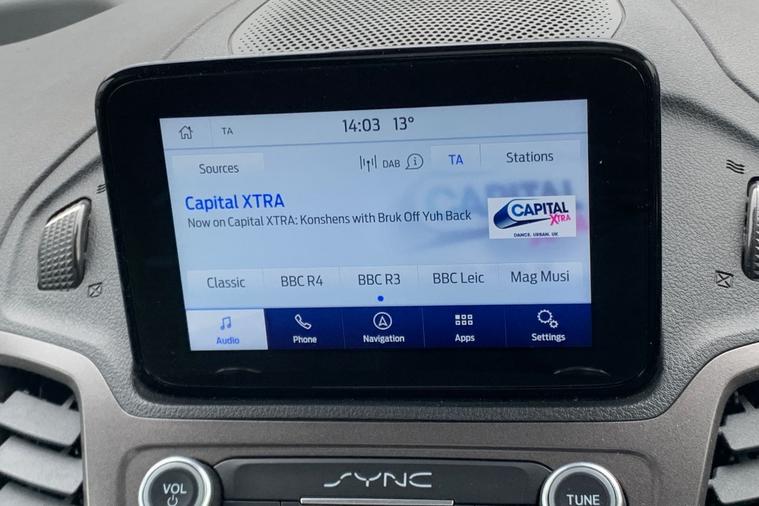 TA 14:03 13°
Sources DAB TA Stations
Capital XTRA
Now on Capital XTRA: Konshens with Bruk Off Yuh Back
CAPITAL
XTRA
DANCE. URBAN. UK
Classic BBC R4 BBC R3 BBC Leic Mag Musi
Audio Phone Navigation Apps Settings
VOL SYNC TUNE